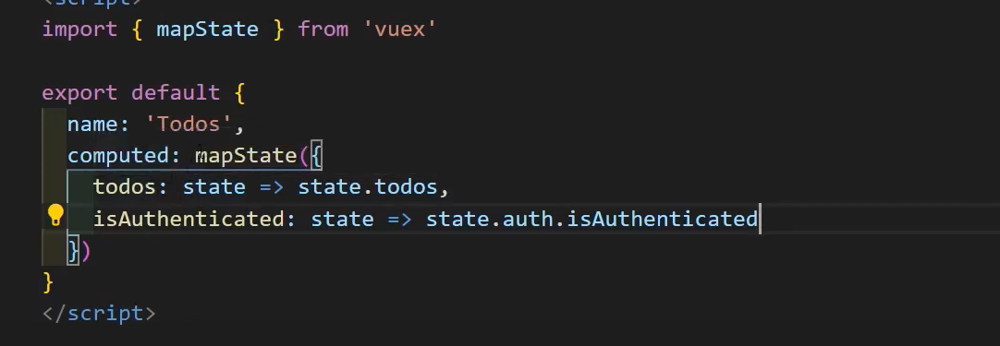 <script>
import { mapState } from 'vuex'
export default {
name: 'Todos',
computed: mapState({
todos: state => state.todos,
isAuthenticated: state => state.auth.isAuthenticated
})
}
</script>